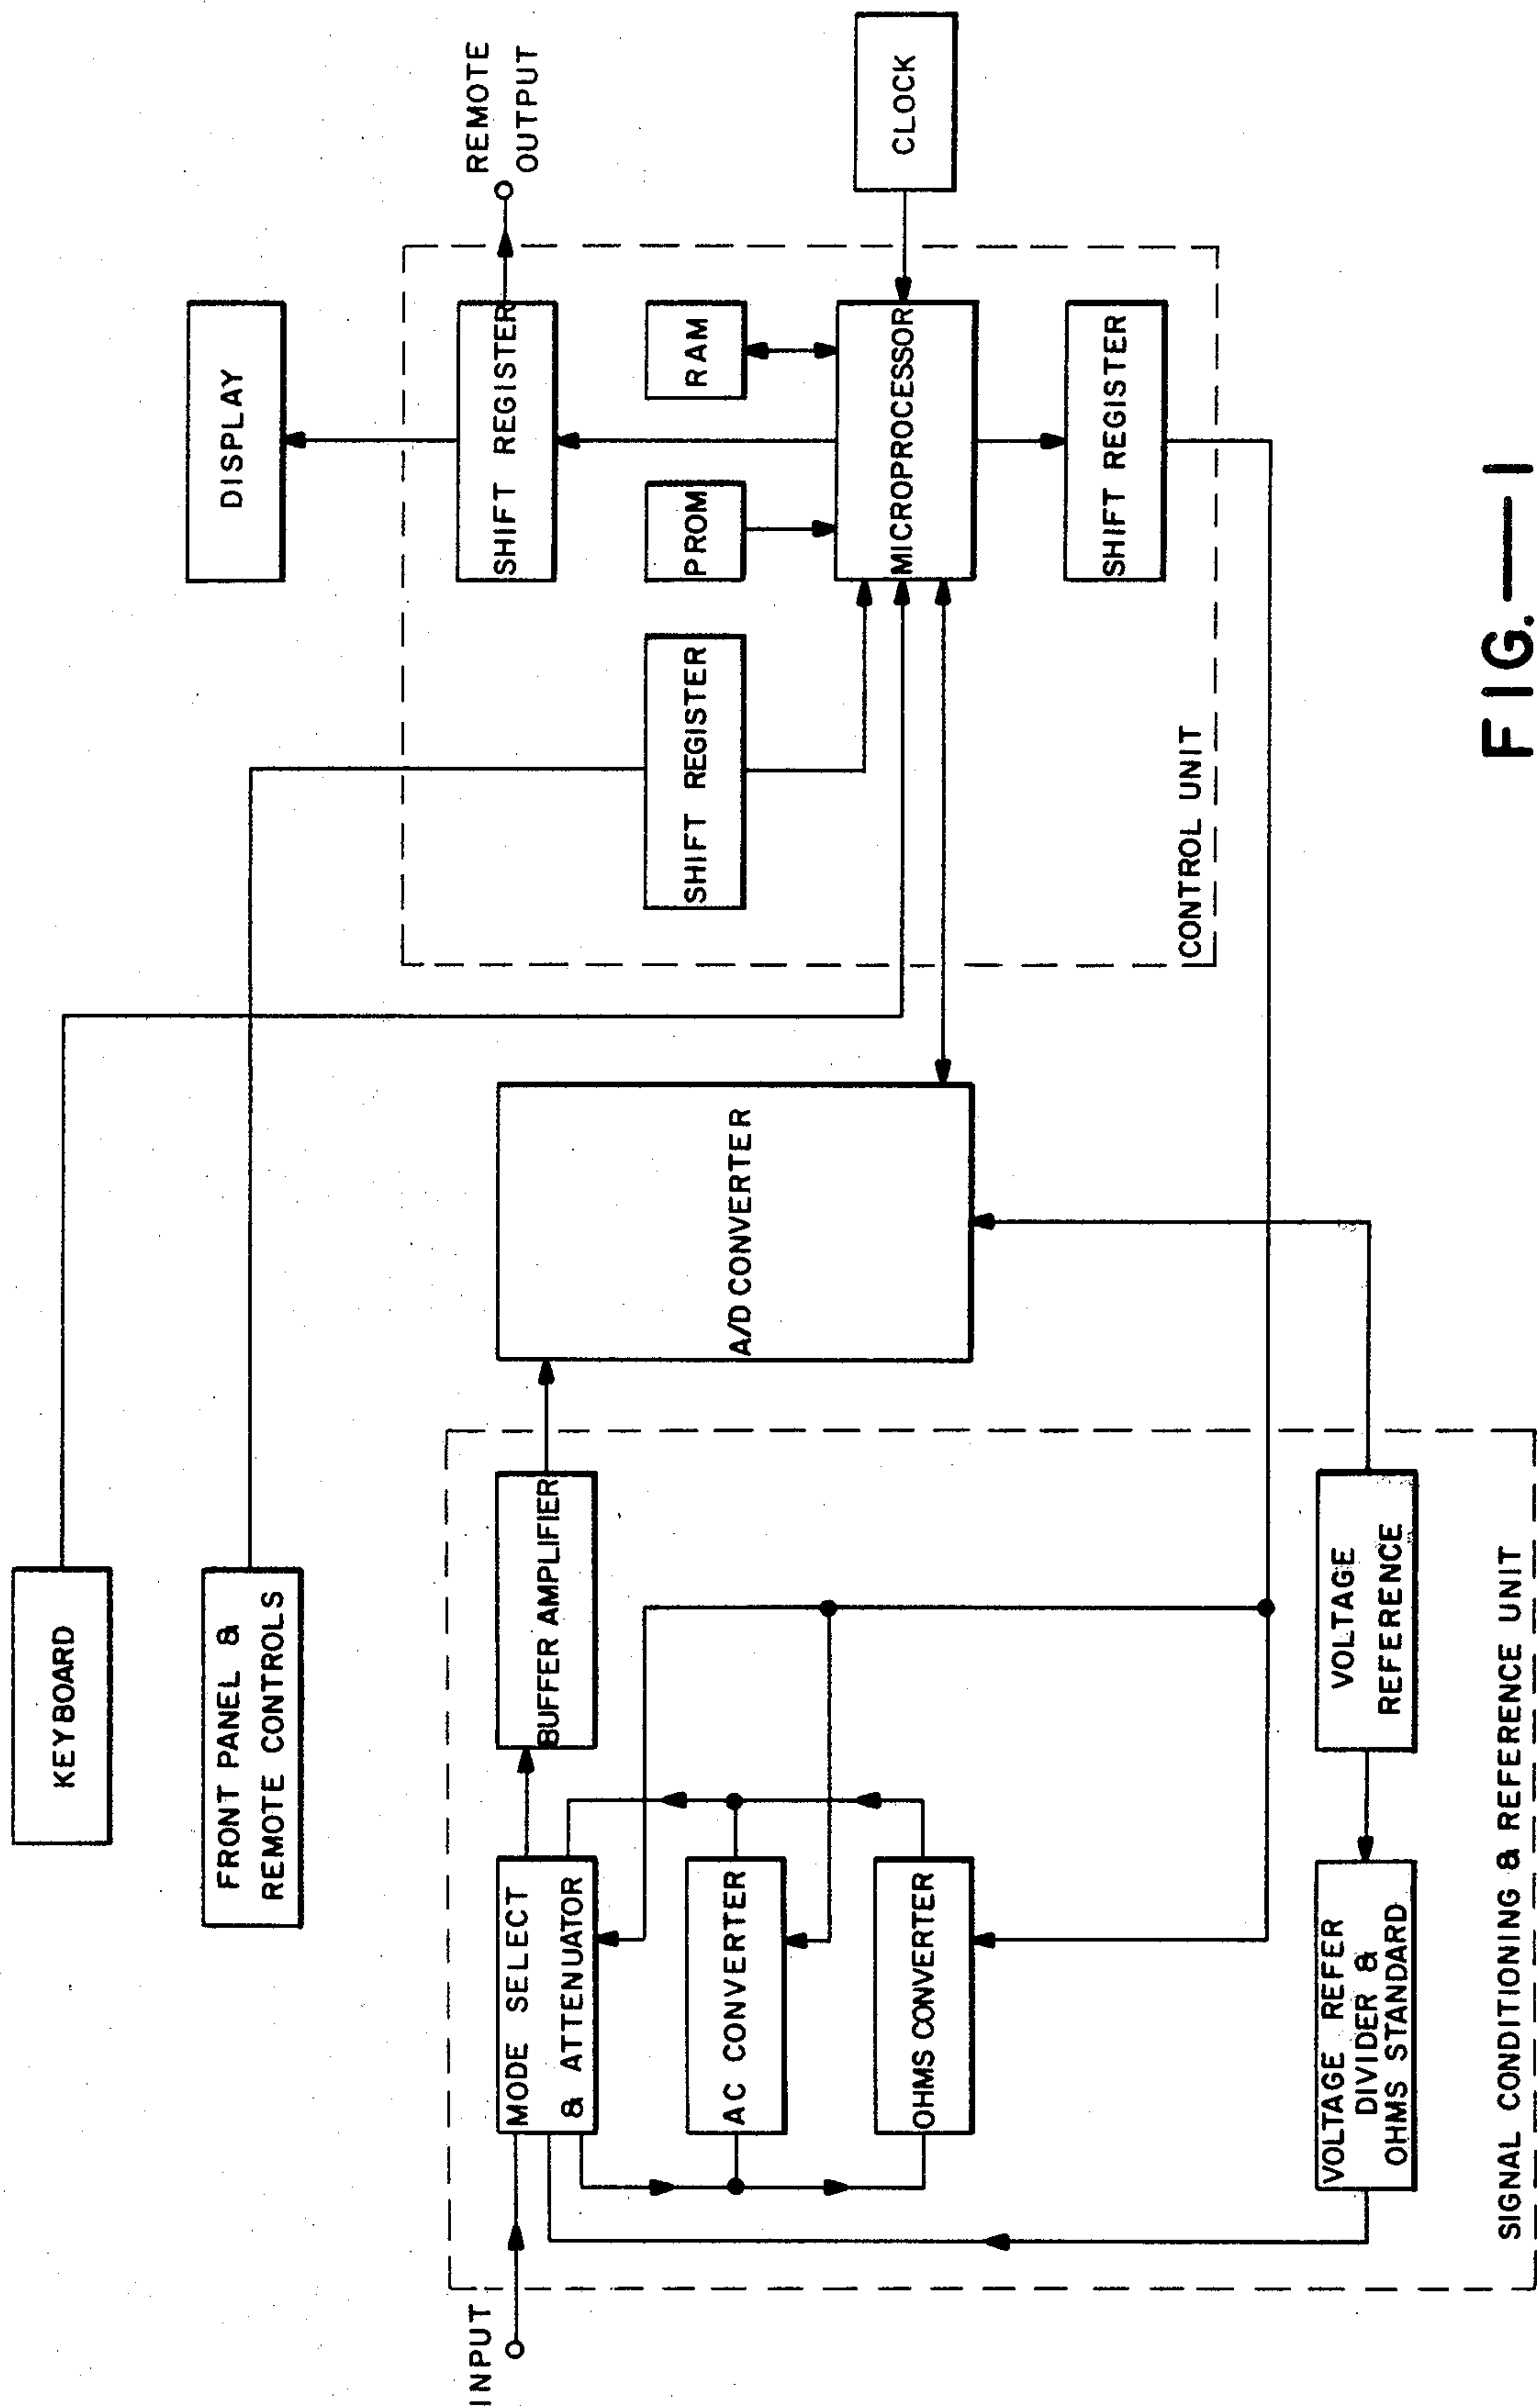 KEYBOARD
FRONT PANEL &
REMOTE CONTROLS
DISPLAY
REMOTE
OUTPUT
INPUT
MODE SELECT
& ATTENUATOR
BUFFER AMPLIFIER
A/D CONVERTER
SHIFT REGISTER
SHIFT REGISTER
PROM
RAM
AC CONVERTER
OHMS CONVERTER
MICROPROCESSOR
CLOCK
SHIFT REGISTER
CONTROL UNIT
VOLTAGE REFER
DIVIDER &
OHMS STANDARD
VOLTAGE
REFERENCE
SIGNAL CONDITIONING & REFERENCE UNIT
FIG.—1